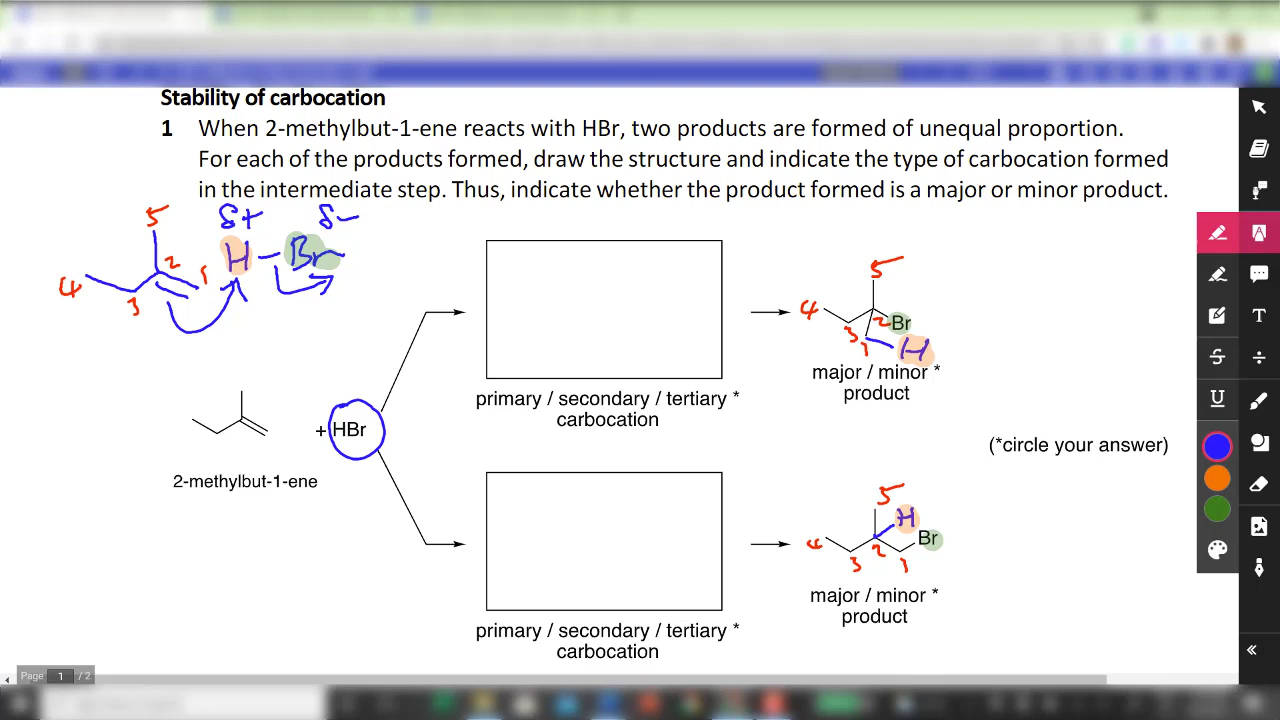 Stability of carbocation
1 When 2-methylbut-1-ene reacts with HBr, two products are formed of unequal proportion.
For each of the products formed, draw the structure and indicate the type of carbocation formed
in the intermediate step. Thus, indicate whether the product formed is a major or minor product.
δ+ δ-
H Br
5
4
3
2
1
5
4
3
2
1
Br
H
major / minor *
product
primary / secondary / tertiary *
carbocation
+ HBr
2-methylbut-1-ene
(*circle your answer)
5
H
Br
4
3
2
1
major / minor *
product
primary / secondary / tertiary *
carbocation
Page 1 / 2